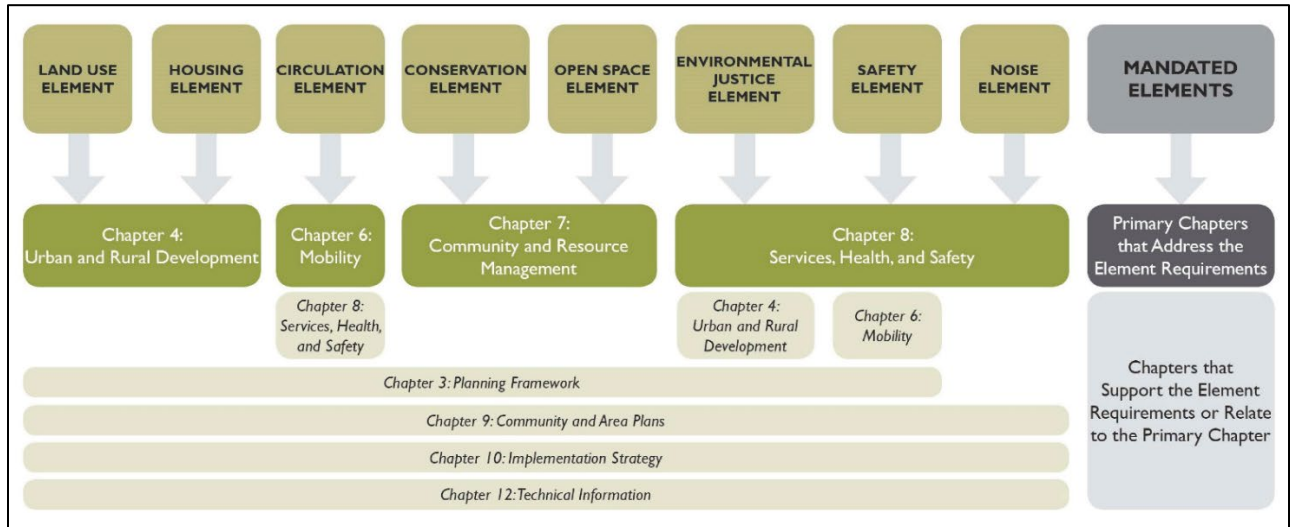 LAND USE
ELEMENT
HOUSING
ELEMENT
CIRCULATION
ELEMENT
CONSERVATION
ELEMENT
OPEN SPACE
ELEMENT
ENVIRONMENTAL
JUSTICE
ELEMENT
SAFETY
ELEMENT
NOISE
ELEMENT
MANDATED
ELEMENTS
Chapter 4:
Urban and Rural Development
Chapter 6:
Mobility
Chapter 7:
Community and Resource
Management
Chapter 8:
Services, Health, and Safety
Primary Chapters
that Address the
Element Requirements
Chapter 8:
Services, Health,
and Safety
Chapter 4:
Urban and Rural
Development
Chapter 6:
Mobility
Chapter 3: Planning Framework
Chapter 9: Community and Area Plans
Chapter 10: Implementation Strategy
Chapter 12: Technical Information
Chapters that
Support the Element
Requirements or Relate
to the Primary Chapter